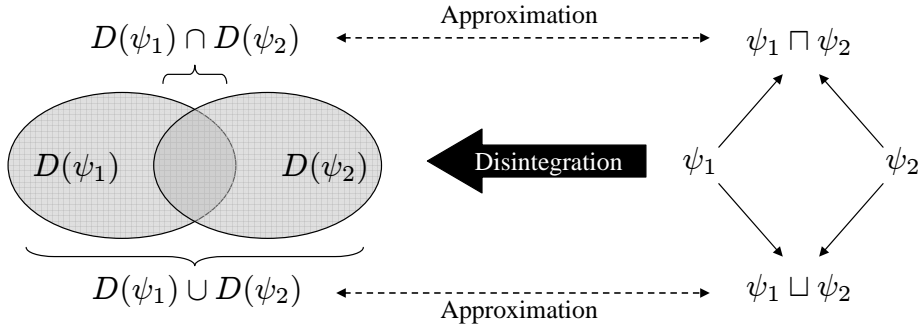 Approximation
D(ψ₁) ∩ D(ψ₂)
ψ₁ ⊓ ψ₂
D(ψ₁)
D(ψ₂)
Disintegration
ψ₁
ψ₂
D(ψ₁) ∪ D(ψ₂)
ψ₁ ⊔ ψ₂
Approximation